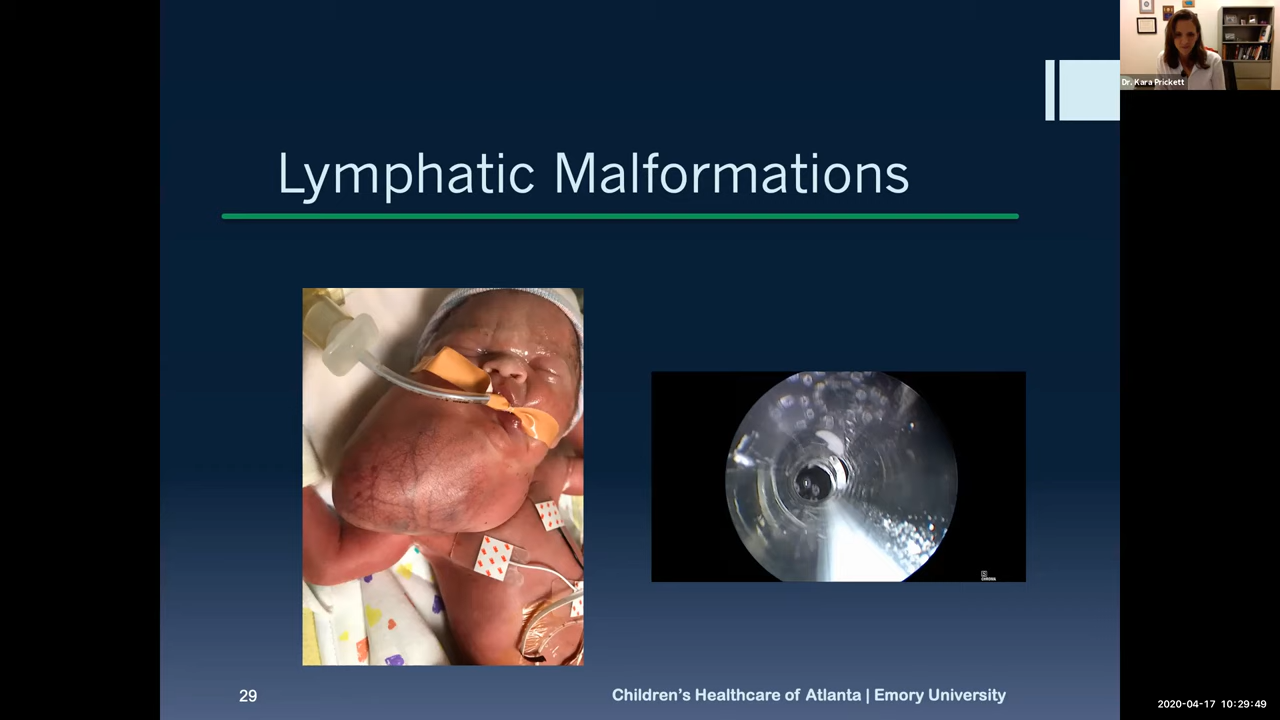 Dr. Kara Prickett
Lymphatic Malformations
29
Children's Healthcare of Atlanta | Emory University
2020-04-17 10:29:49